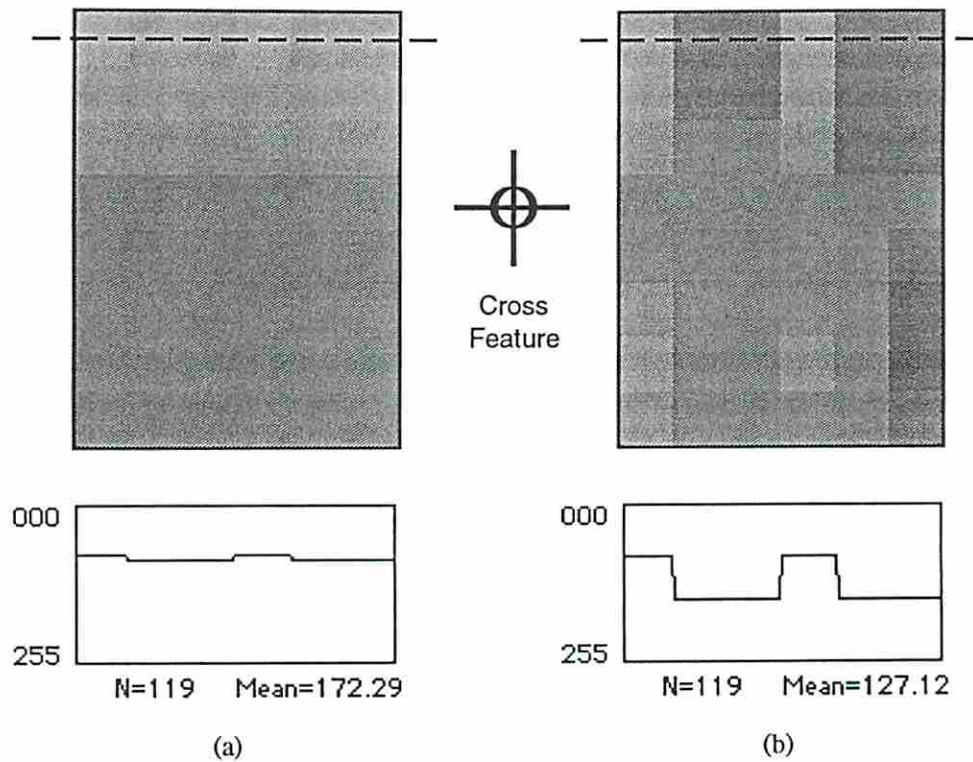 Cross
Feature
000
255
N=119 Mean=172.29
(a)
000
255
N=119 Mean=127.12
(b)